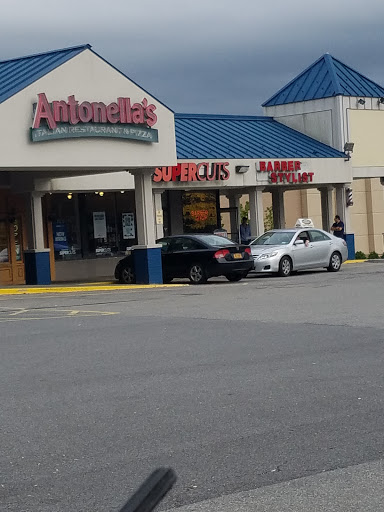 Antonella's
ITALIAN RESTAURANT & PIZZA
SUPERCUTS
BARBER
STYLIST